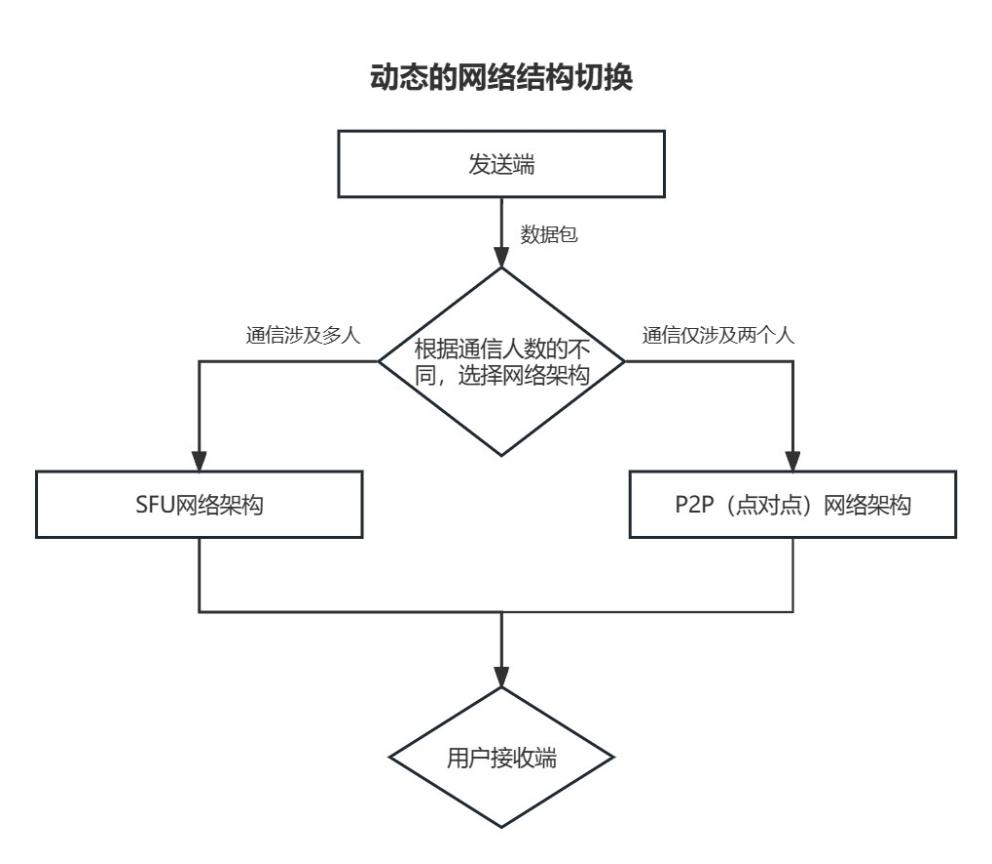 动态的网络结构切换
发送端
数据包
通信涉及多人
通信仅涉及两个人
根据通信人数的不
同，选择网络架构
SFU网络架构
P2P（点对点）网络架构
用户接收端